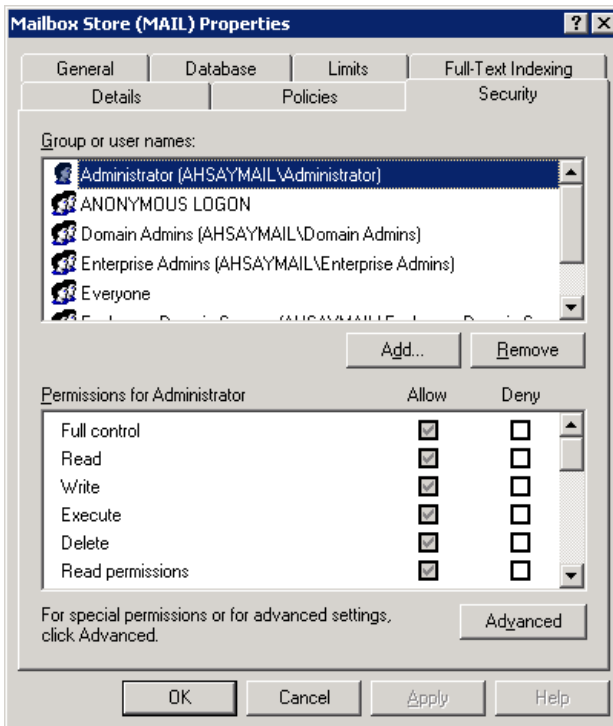 Mailbox Store (MAIL) Properties
General Database Limits Full-Text Indexing
Details Policies Security
Group or user names:
Administrator (AHSAYMAIL\Administrator)
ANONYMOUS LOGON
Domain Admins (AHSAYMAIL\Domain Admins)
Enterprise Admins (AHSAYMAIL\Enterprise Admins)
Everyone
Add... Remove
Permissions for Administrator Allow Deny
Full control
Read
Write
Execute
Delete
Read permissions
For special permissions or for advanced settings,
click Advanced.
Advanced
OK Cancel Apply Help